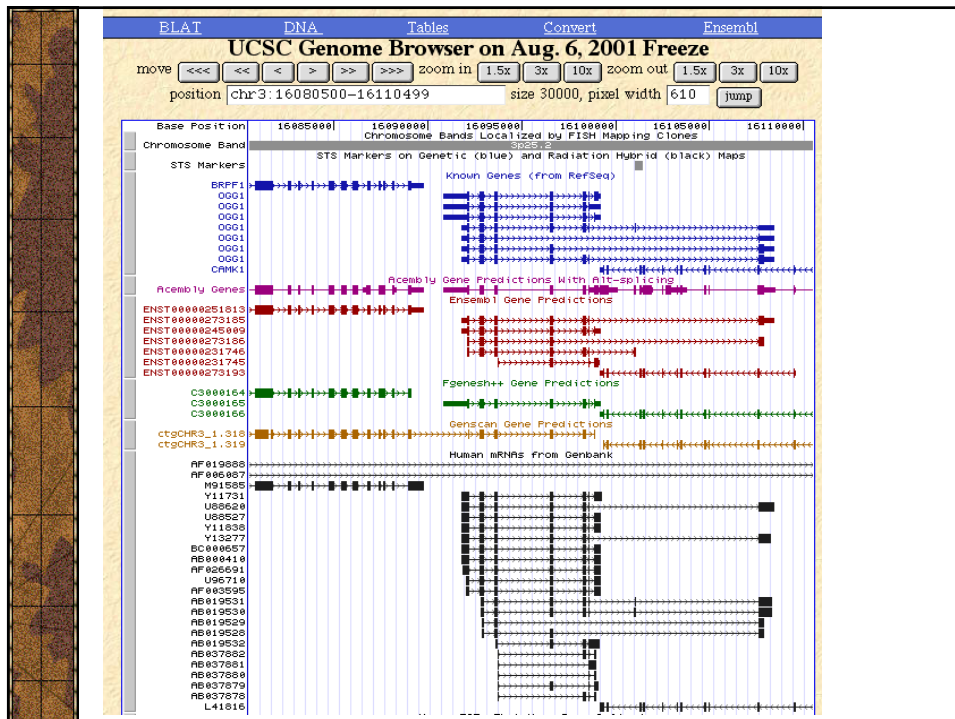 BLAT DNA Tables Convert Ensembl
UCSC Genome Browser on Aug. 6, 2001 Freeze
move <<< << < > >> >>> zoom in 1.5x 3x 10x zoom out 1.5x 3x 10x
position chr3:16080500-16110499 size 30000, pixel width 610 jump
Base Position 16085000| 16090000| 16095000| 16100000| 16105000| 16110000|
Chromosome Bands Localized by FISH Mapping Clones
Chromosome Band 3p25.2
STS Markers on Genetic (blue) and Radiation Hybrid (black) Maps
STS Markers
Known Genes (from RefSeq)
BRPF1
OGG1
OGG1
OGG1
OGG1
OGG1
OGG1
OGG1
CAMK1
Acembly Gene Predictions With Alt-splicing
Acembly Genes
Ensembl Gene Predictions
ENST00000251813
ENST00000273185
ENST00000245009
ENST00000273186
ENST00000231746
ENST00000231745
ENST00000273193
Fgenesh++ Gene Predictions
C3000164
C3000165
C3000166
Genscan Gene Predictions
ctgCHR3_1.318
ctgCHR3_1.319
Human mRNAs from Genbank
AF019888
AF006087
M91585
Y11731
U88620
U88527
Y11838
Y13277
BC000657
AB000410
AF026691
U96710
AF003595
AB019531
AB019530
AB019529
AB019528
AB019532
AB037882
AB037881
AB037880
AB037879
AB037878
L41816